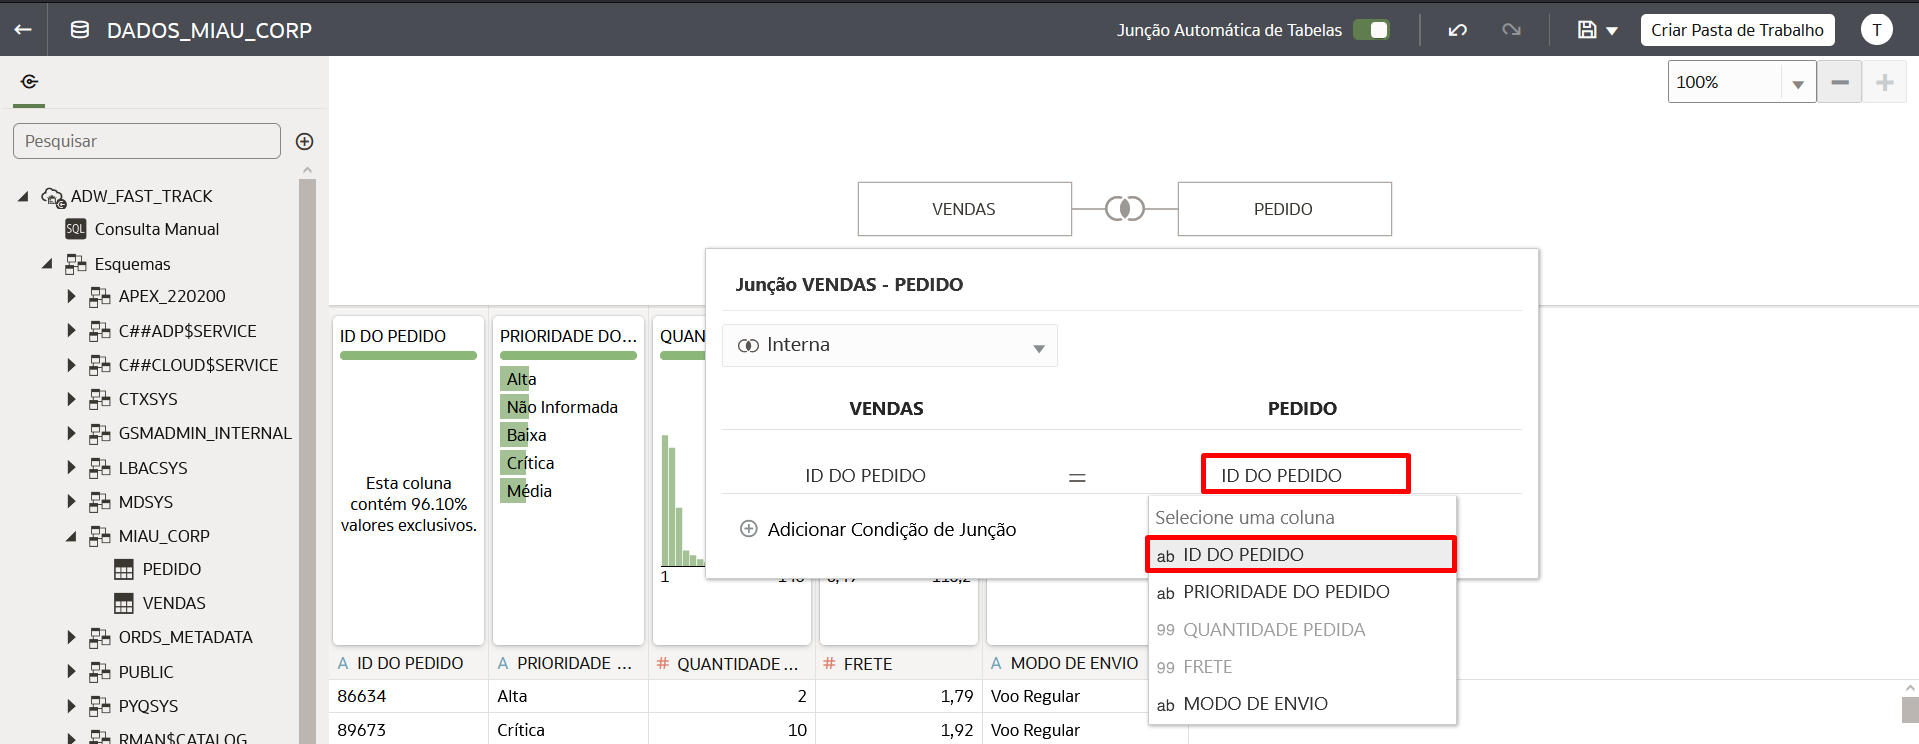 DADOS_MIAU_CORP
Junção Automática de Tabelas
Criar Pasta de Trabalho
T
100%
Pesquisar
ADW_FAST_TRACK
SQL Consulta Manual
Esquemas
APEX_220200
C##ADP$SERVICE
C##CLOUD$SERVICE
CTXSYS
GSMADMIN_INTERNAL
LBACSYS
MDSYS
MIAU_CORP
PEDIDO
VENDAS
ORDS_METADATA
PUBLIC
PYQSYS
RMAN$CATALOG
VENDAS
PEDIDO
Junção VENDAS - PEDIDO
Interna
VENDAS
PEDIDO
ID DO PEDIDO
=
ID DO PEDIDO
Adicionar Condição de Junção
Selecione uma coluna
ab ID DO PEDIDO
ab PRIORIDADE DO PEDIDO
99 QUANTIDADE PEDIDA
99 FRETE
ab MODO DE ENVIO
ID DO PEDIDO
Esta coluna
contém 96.10%
valores exclusivos.
PRIORIDADE DO...
Alta
Não Informada
Baixa
Crítica
Média
QUAN
1
A ID DO PEDIDO
A PRIORIDADE ...
# QUANTIDADE ...
# FRETE
A MODO DE ENVIO
86634 Alta 2 1,79 Voo Regular
89673 Crítica 10 1,92 Voo Regular